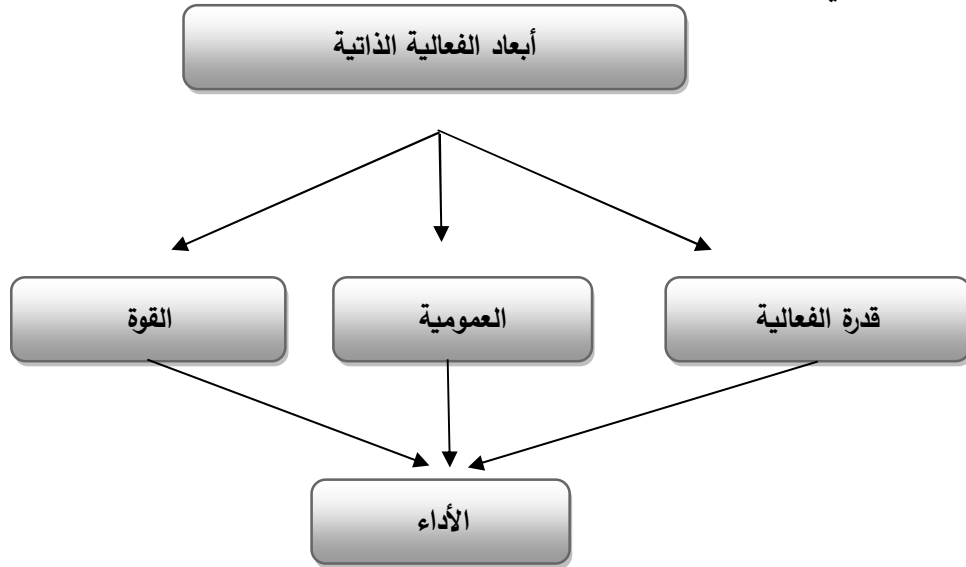 أبعاد الفعالية الذاتية
قدرة الفعالية
العمومية
القوة
الأداء